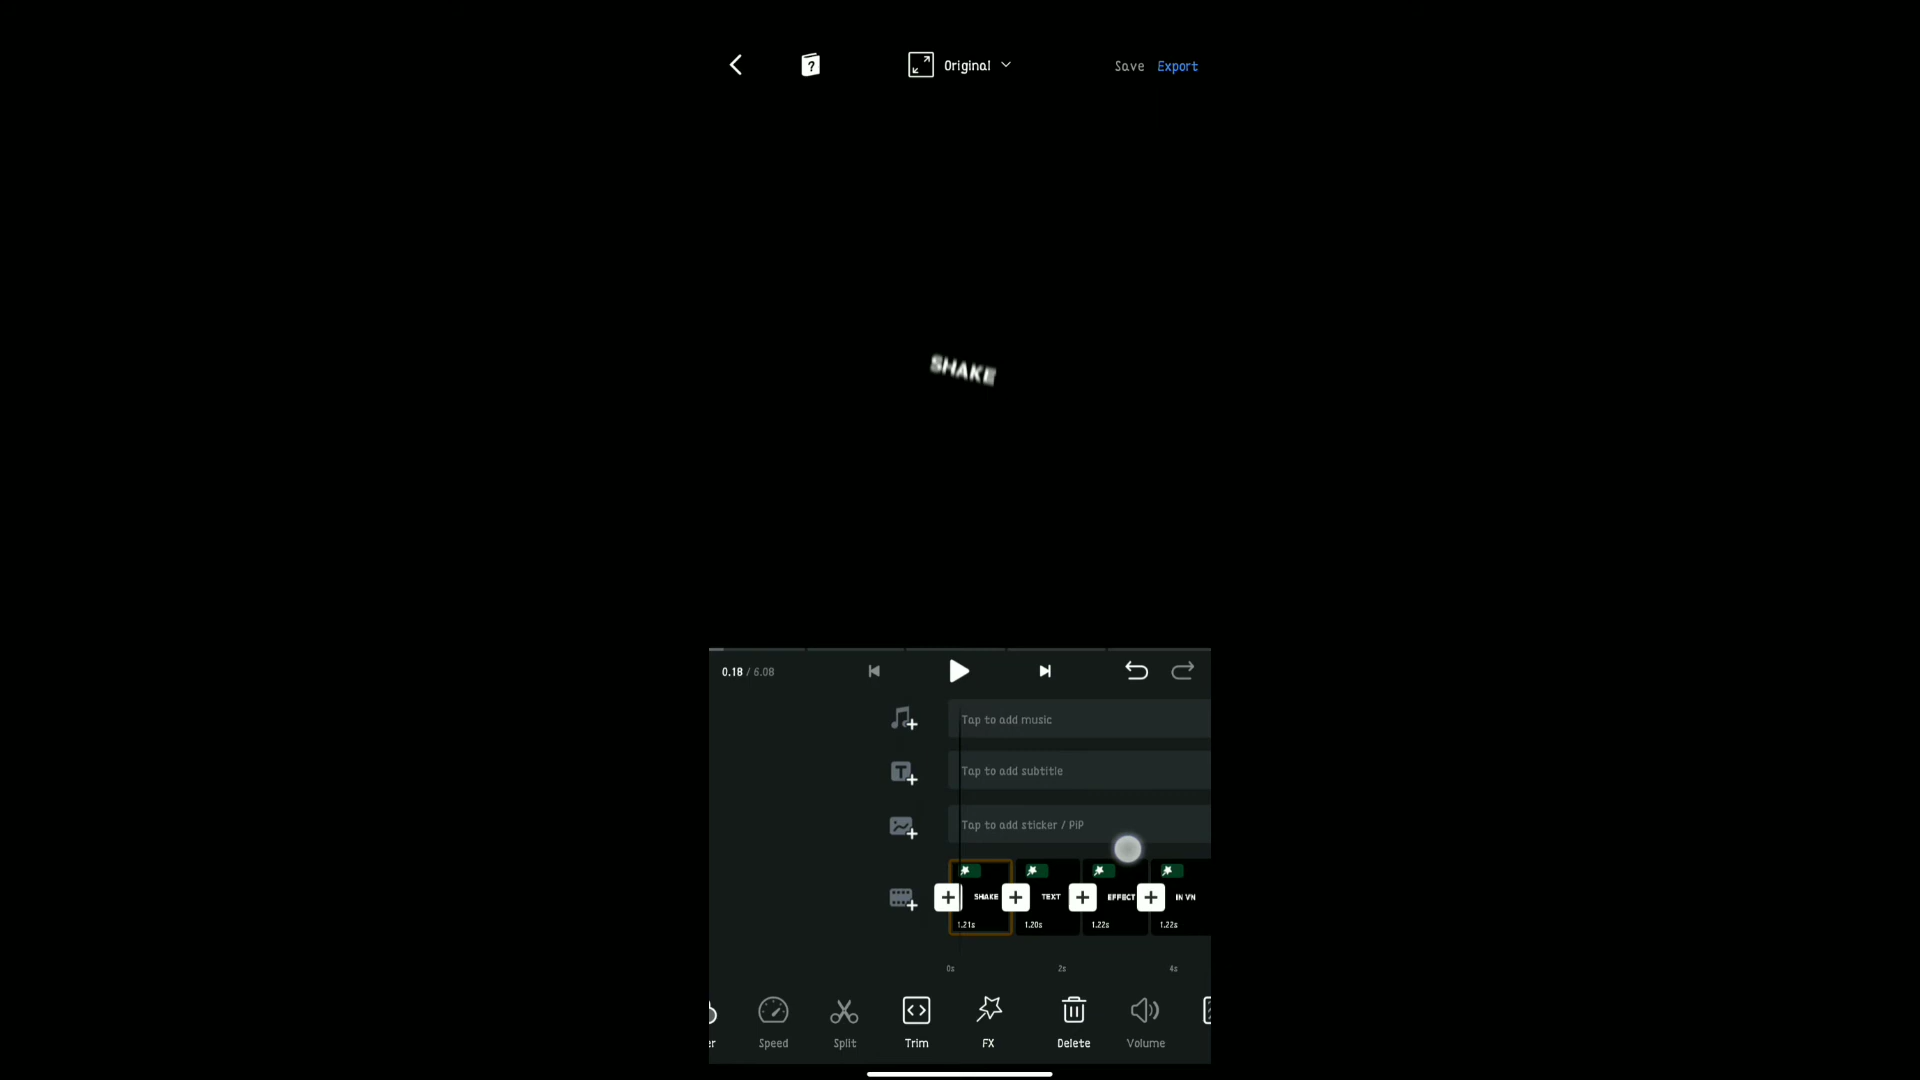 Original
Save Export
SHAKE
0.18 / 6.08
Tap to add music
Tap to add subtitle
Tap to add sticker / PiP
SHAKE TEXT EFFECT IN VN
1.21s 1.20s 1.22s 1.22s
0s 2s 4s
er Speed Split Trim FX Delete Volume